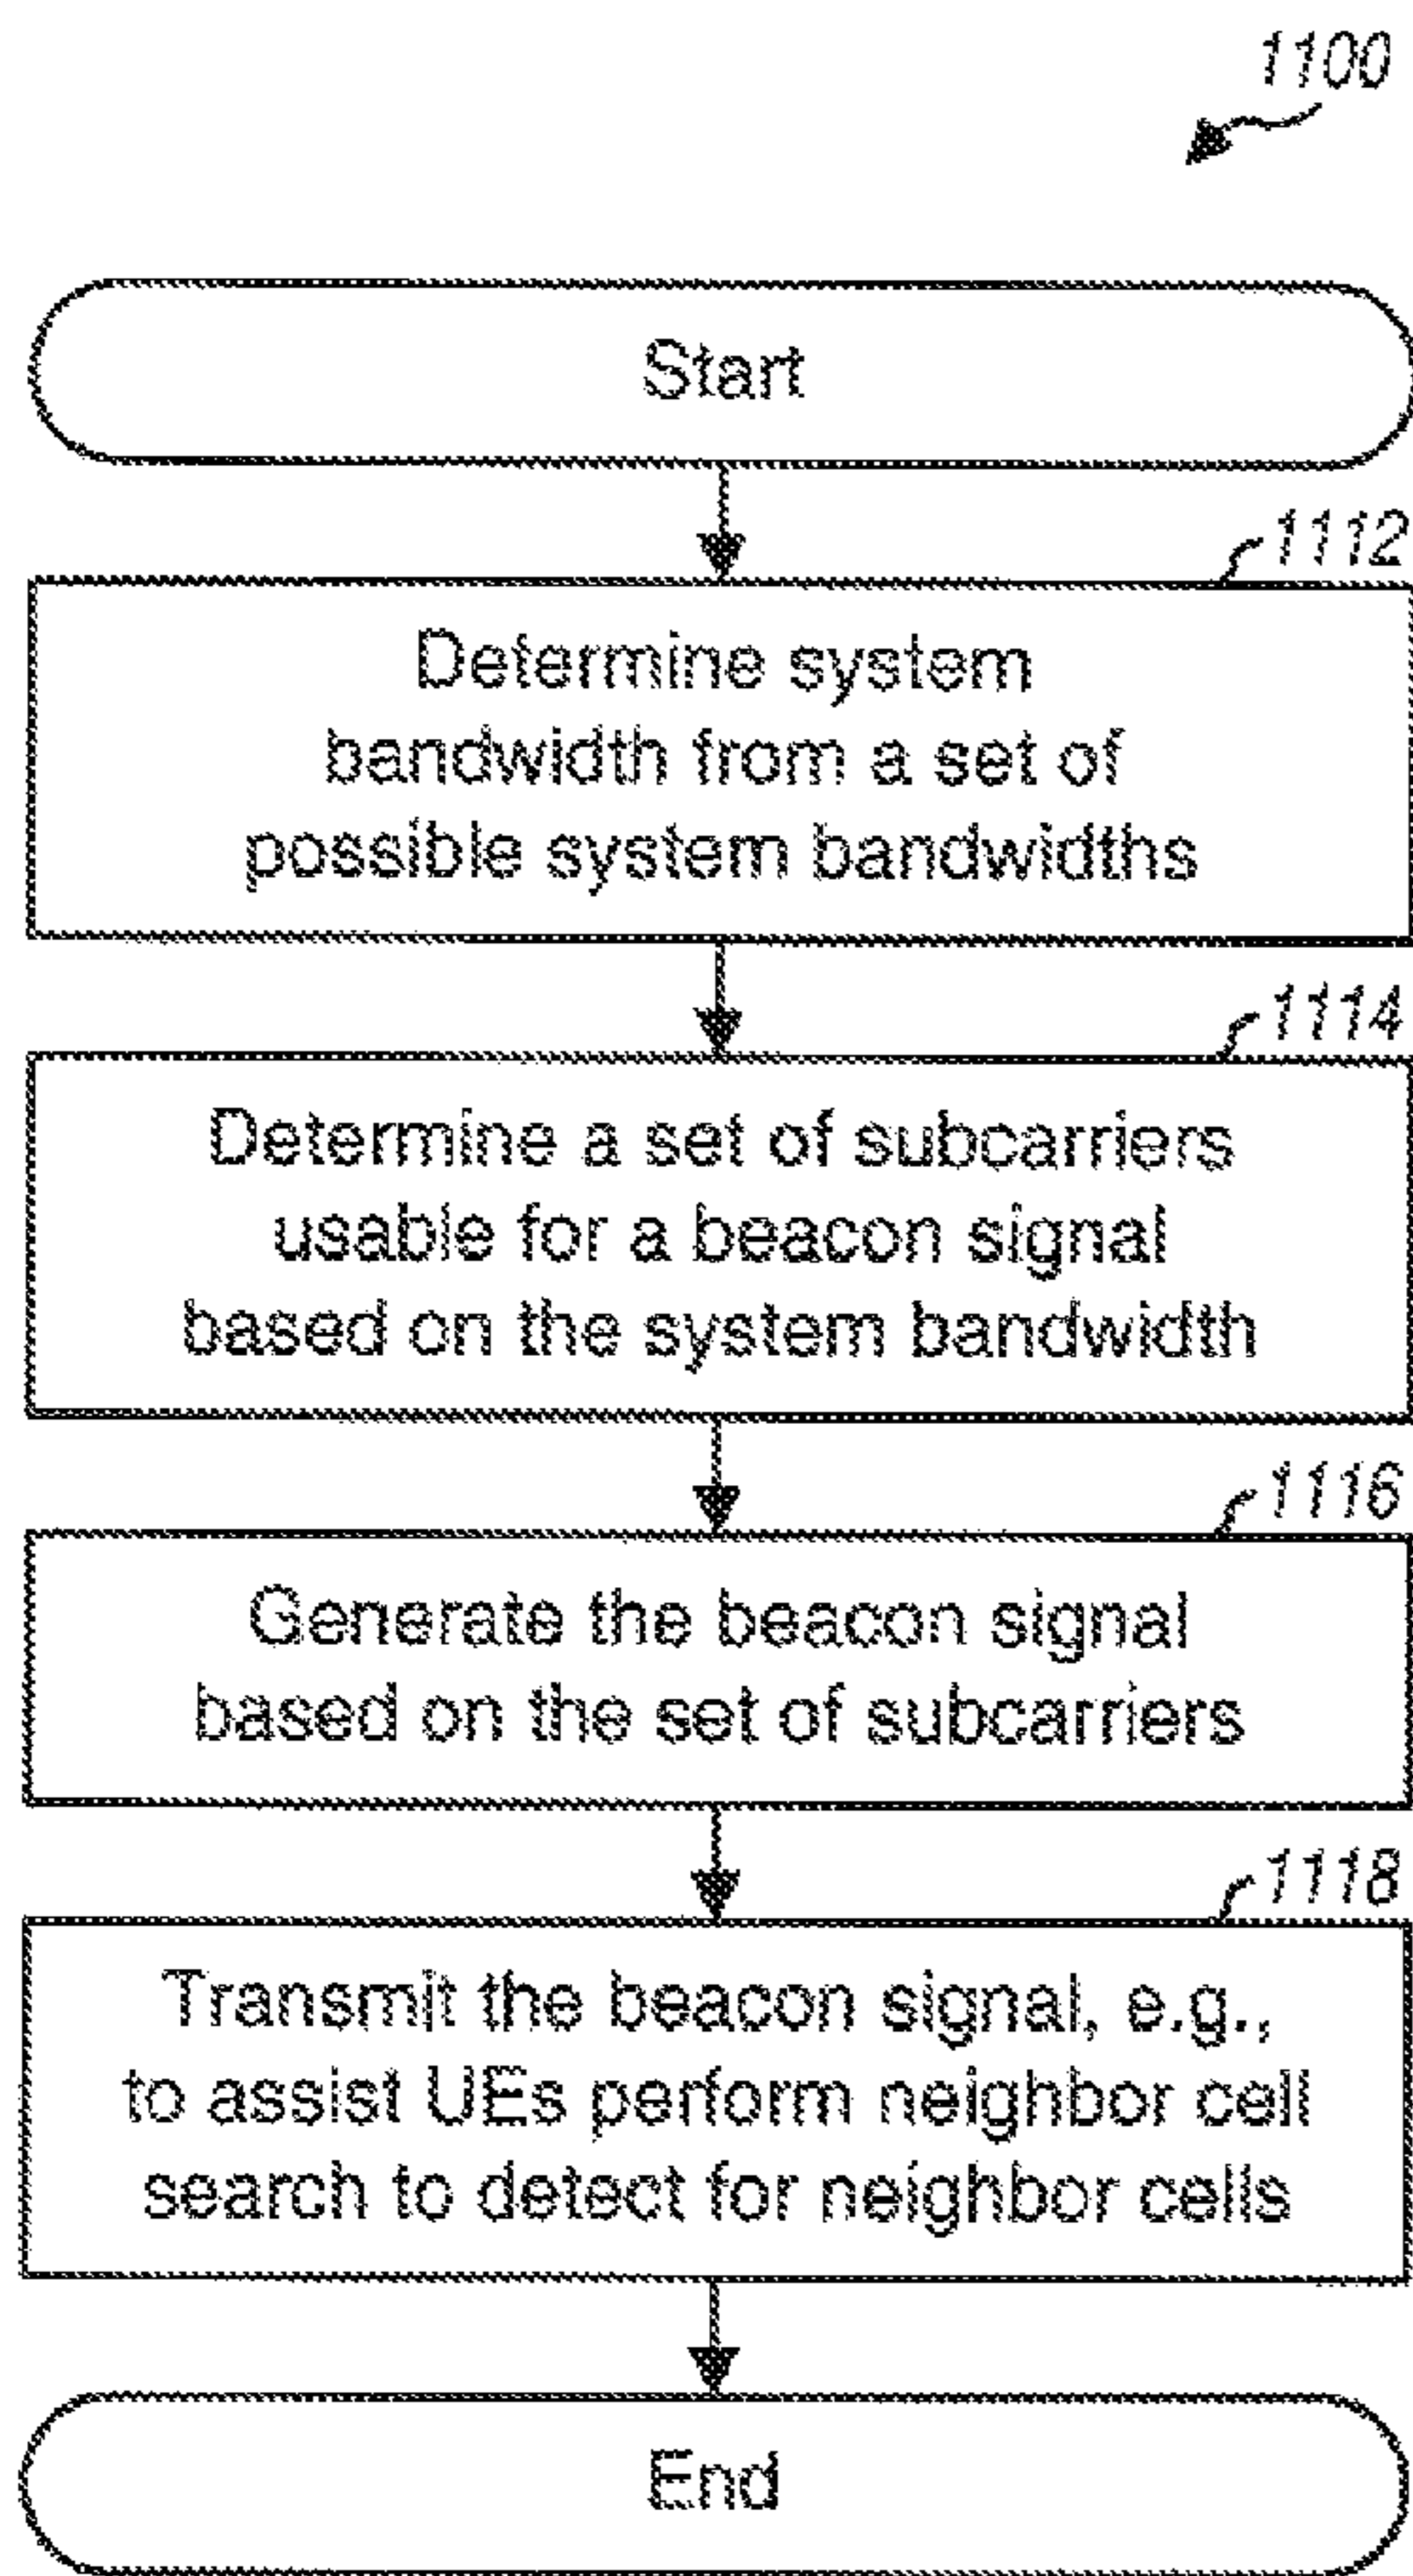 1100
Start
1112
Determine system
bandwidth from a set of
possible system bandwidths
1114
Determine a set of subcarriers
usable for a beacon signal
based on the system bandwidth
1116
Generate the beacon signal
based on the set of subcarriers
1118
Transmit the beacon signal, e.g.,
to assist UEs perform neighbor cell
search to detect for neighbor cells
End